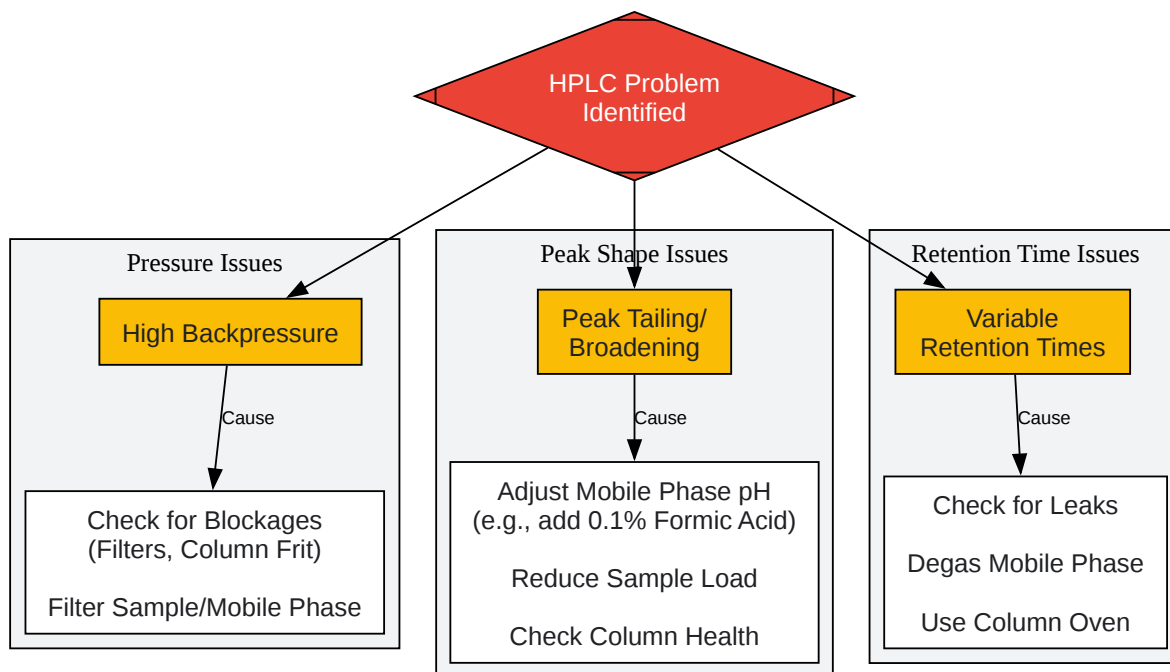 HPLC Problem
Identified
Pressure Issues
High Backpressure
Cause
Check for Blockages
(Filters, Column Frit)
Filter Sample/Mobile Phase
Peak Shape Issues
Peak Tailing/
Broadening
Cause
Adjust Mobile Phase pH
(e.g., add 0.1% Formic Acid)
Reduce Sample Load
Check Column Health
Retention Time Issues
Variable
Retention Times
Cause
Check for Leaks
Degas Mobile Phase
Use Column Oven